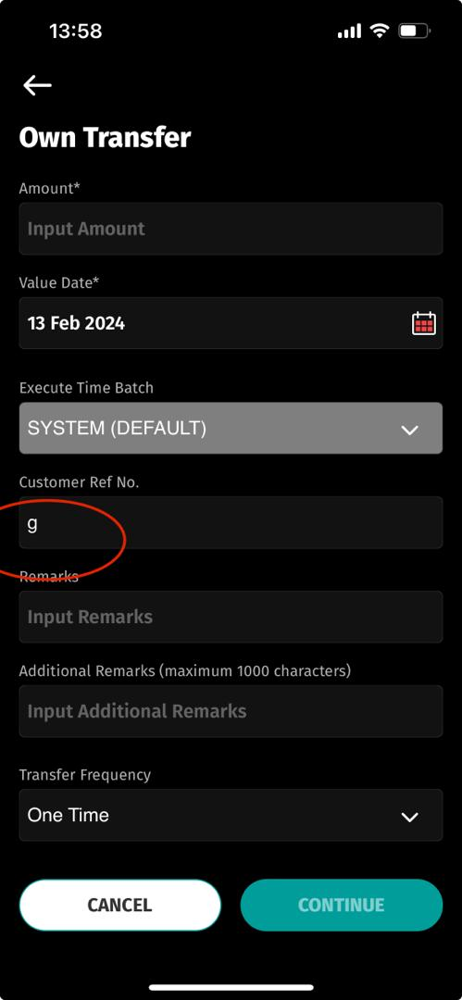 13:58
Own Transfer
Amount*
Input Amount
Value Date*
13 Feb 2024
Execute Time Batch
SYSTEM (DEFAULT)
Customer Ref No.
g
Remarks
Input Remarks
Additional Remarks (maximum 1000 characters)
Input Additional Remarks
Transfer Frequency
One Time
CANCEL CONTINUE